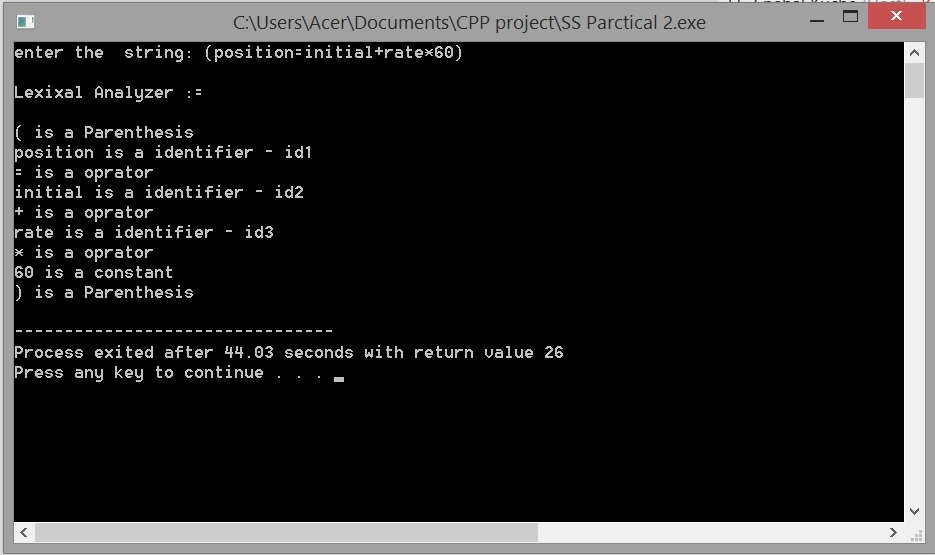 C:\Users\Acer\Documents\CPP project\SS Parctical 2.exe
enter the  string: (position=initial+rate*60)
Lexixal Analyzer :=
( is a Parenthesis
position is a identifier - id1
= is a oprator
initial is a identifier - id2
+ is a oprator
rate is a identifier - id3
* is a oprator
60 is a constant
) is a Parenthesis
--------------------------------
Process exited after 44.03 seconds with return value 26
Press any key to continue . . .